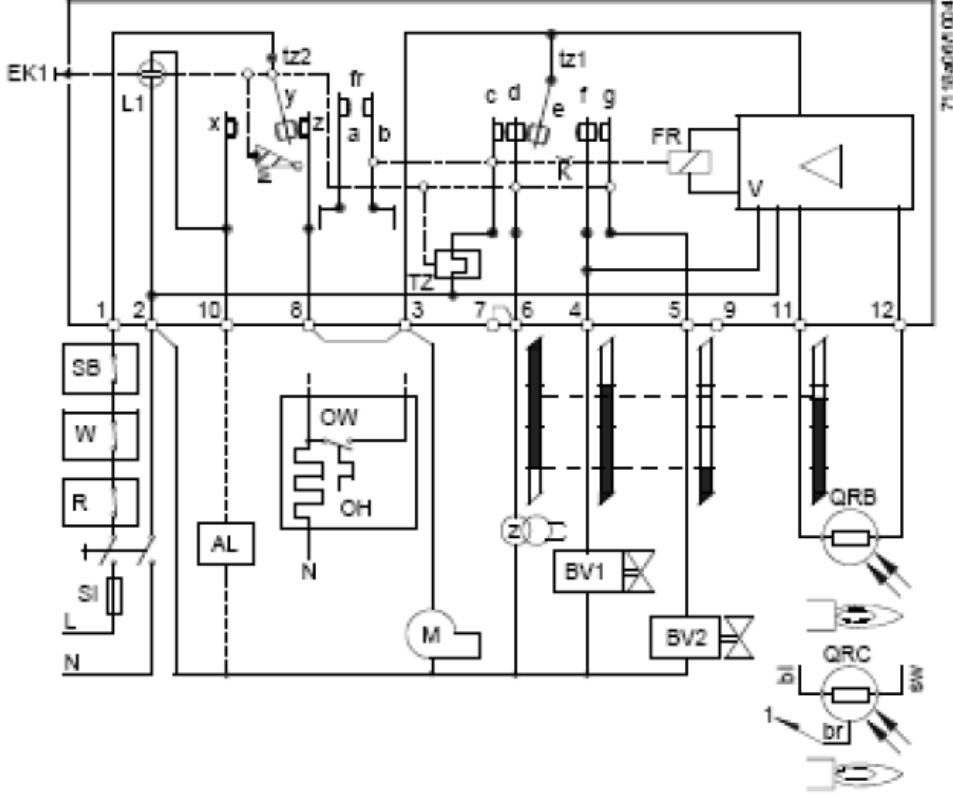 EK1
L1
tz2
y
x
z
fr
a
b
c
d
tz1
e
f
g
K
FR
V
TZ
1
2
10
8
3
7
6
4
5
9
11
12
SB
W
R
SI
L
N
AL
OW
OH
N
M
Z
BV1
BV2
QRB
QRC
bl
sw
br
1